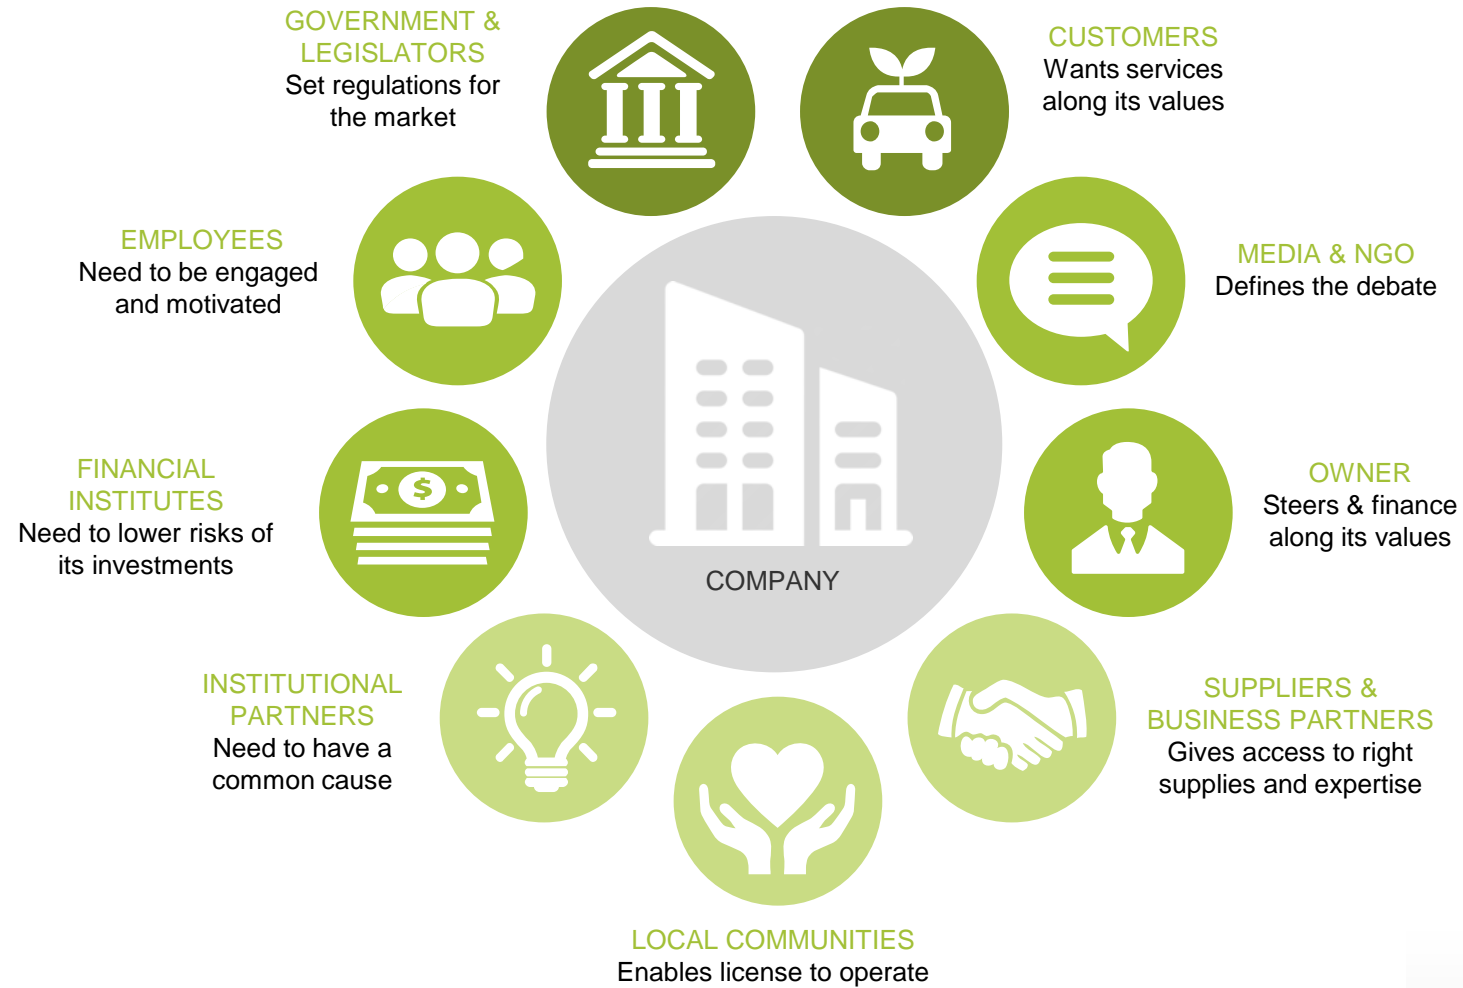 GOVERNMENT &
LEGISLATORS
Set regulations for
the market
CUSTOMERS
Wants services
along its values
EMPLOYEES
Need to be engaged
and motivated
MEDIA & NGO
Defines the debate
FINANCIAL
INSTITUTES
Need to lower risks of
its investments
$
OWNER
Steers & finance
along its values
COMPANY
INSTITUTIONAL
PARTNERS
Need to have a
common cause
SUPPLIERS &
BUSINESS PARTNERS
Gives access to right
supplies and expertise
LOCAL COMMUNITIES
Enables license to operate